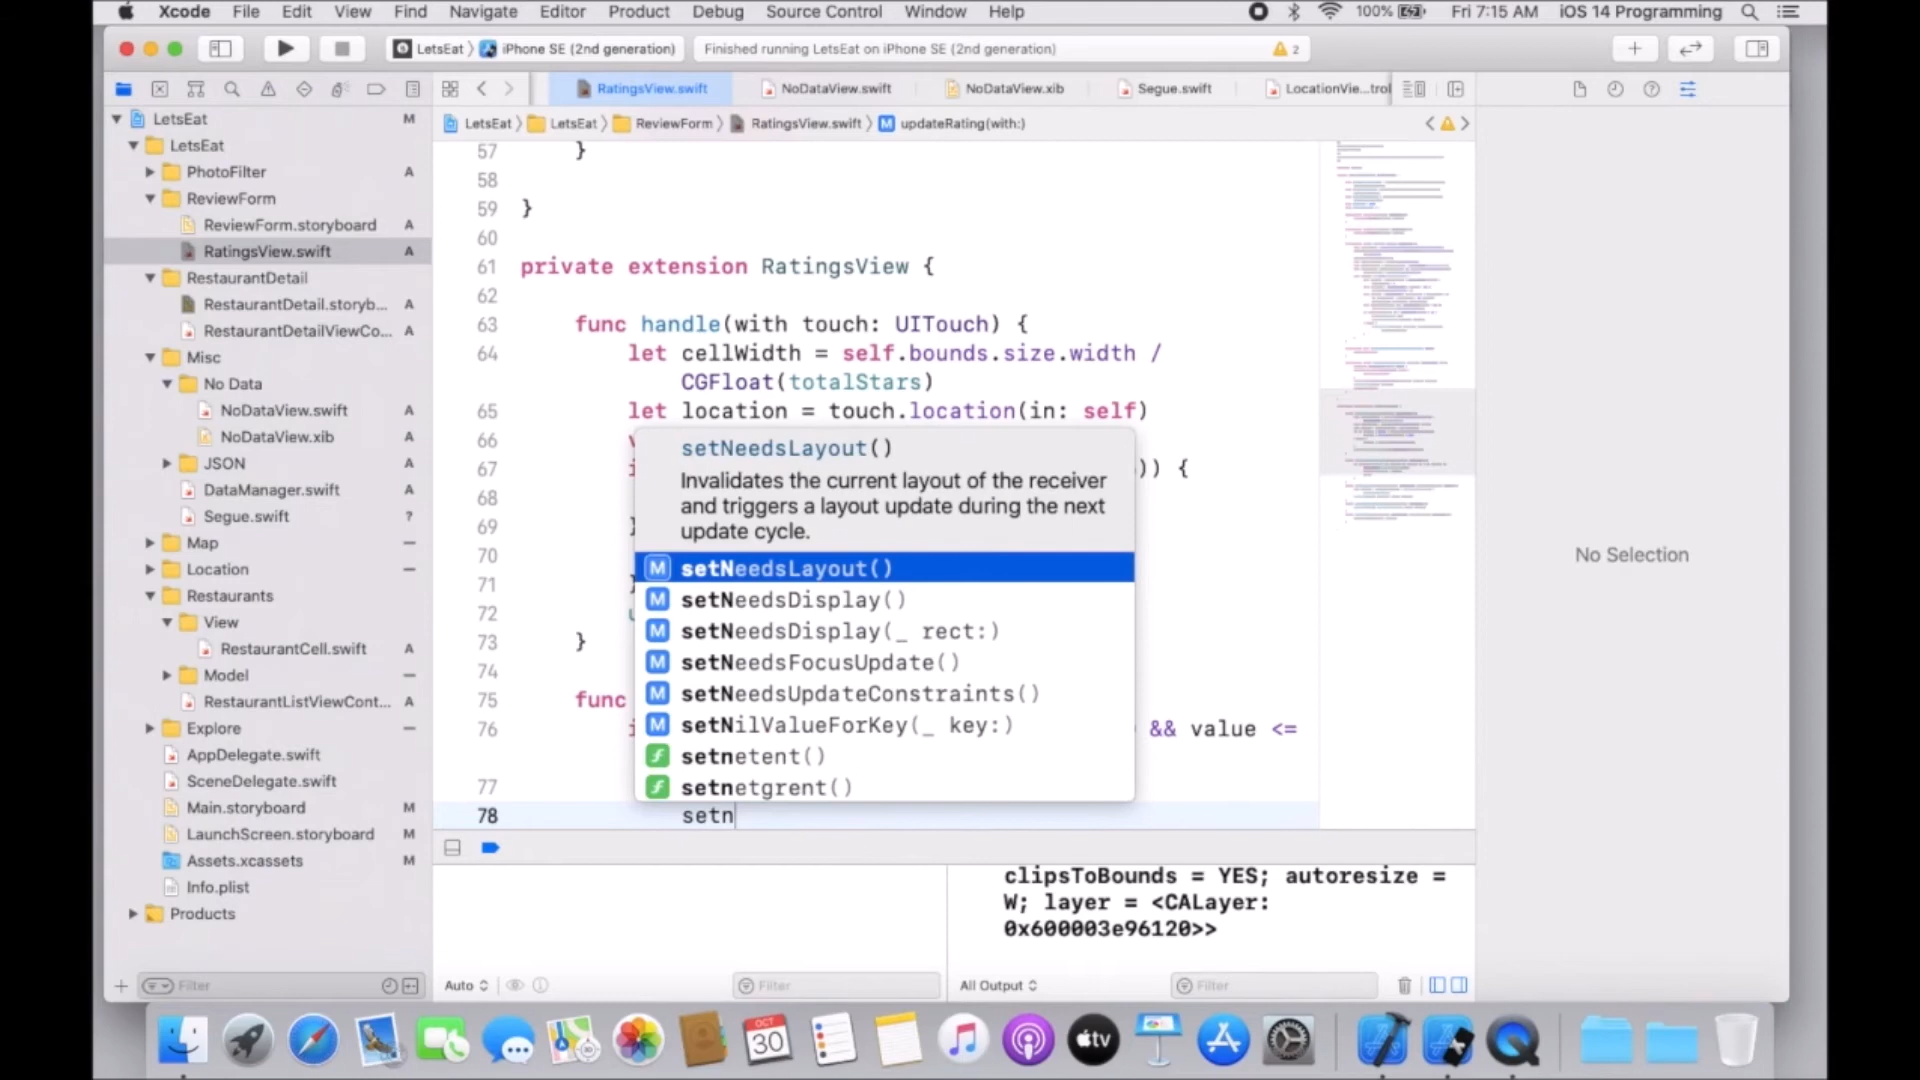 Xcode File Edit View Find Navigate Editor Product Debug Source Control Window Help 100% Fri 7:15 AM iOS 14 Programming
LetsEat iPhone SE (2nd generation) Finished running LetsEat on iPhone SE (2nd generation) 2
RatingsView.swift NoDataView.swift NoDataView.xib Segue.swift LocationVie...trol
LetsEat LetsEat ReviewForm RatingsView.swift M updateRating(with:)
LetsEat M
LetsEat
PhotoFilter A
ReviewForm
ReviewForm.storyboard A
RatingsView.swift A
RestaurantDetail
RestaurantDetail.storyb... A
RestaurantDetailViewCo... A
Misc
No Data
NoDataView.swift A
NoDataView.xib A
JSON A
DataManager.swift A
Segue.swift ?
Map
Location
Restaurants
View
RestaurantCell.swift A
Model
RestaurantListViewCont... A
Explore
AppDelegate.swift
SceneDelegate.swift
Main.storyboard M
LaunchScreen.storyboard M
Assets.xcassets M
Info.plist
Products
Filter
57 }
58
59 }
60
61 private extension RatingsView {
62
63 func handle(with touch: UITouch) {
64 let cellWidth = self.bounds.size.width /
CGFloat(totalStars)
65 let location = touch.location(in: self)
66
67 )) {
68
69
70
71
72
73 }
74
75 func
76 && value <=
77
78 setn
setNeedsLayout()
Invalidates the current layout of the receiver
and triggers a layout update during the next
update cycle.
M setNeedsLayout()
M setNeedsDisplay()
M setNeedsDisplay(_ rect:)
M setNeedsFocusUpdate()
M setNeedsUpdateConstraints()
M setNilValueForKey(_ key:)
f setnetent()
f setnetgrent()
No Selection
clipsToBounds = YES; autoresize =
W; layer = <CALayer:
0x600003e96120>>
Auto Filter All Output Filter
OCT
30
tv